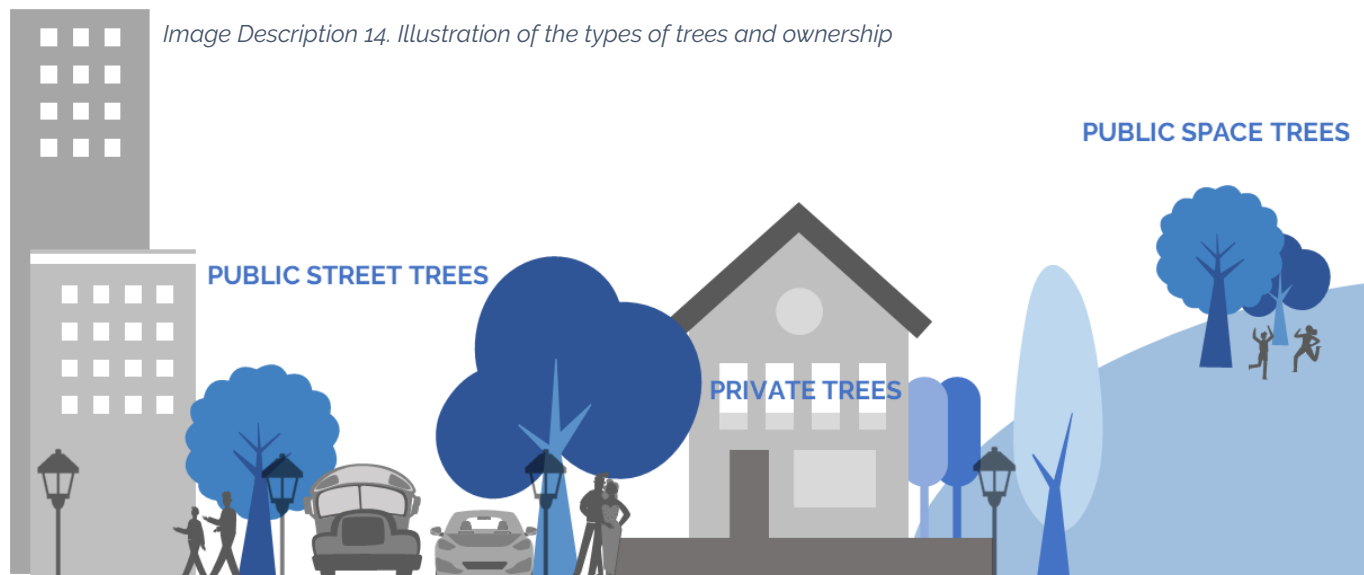 Image Description 14. Illustration of the types of trees and ownership
PUBLIC SPACE TREES
PUBLIC STREET TREES
PRIVATE TREES